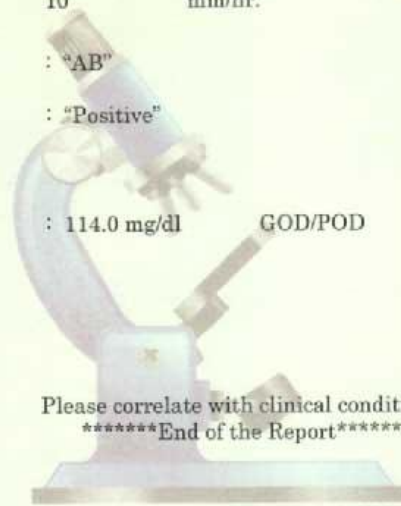 10 mm/hr.
: “AB”
: “Positive”
: 114.0 mg/dl GOD/POD
Please correlate with clinical condit
*******End of the Report******